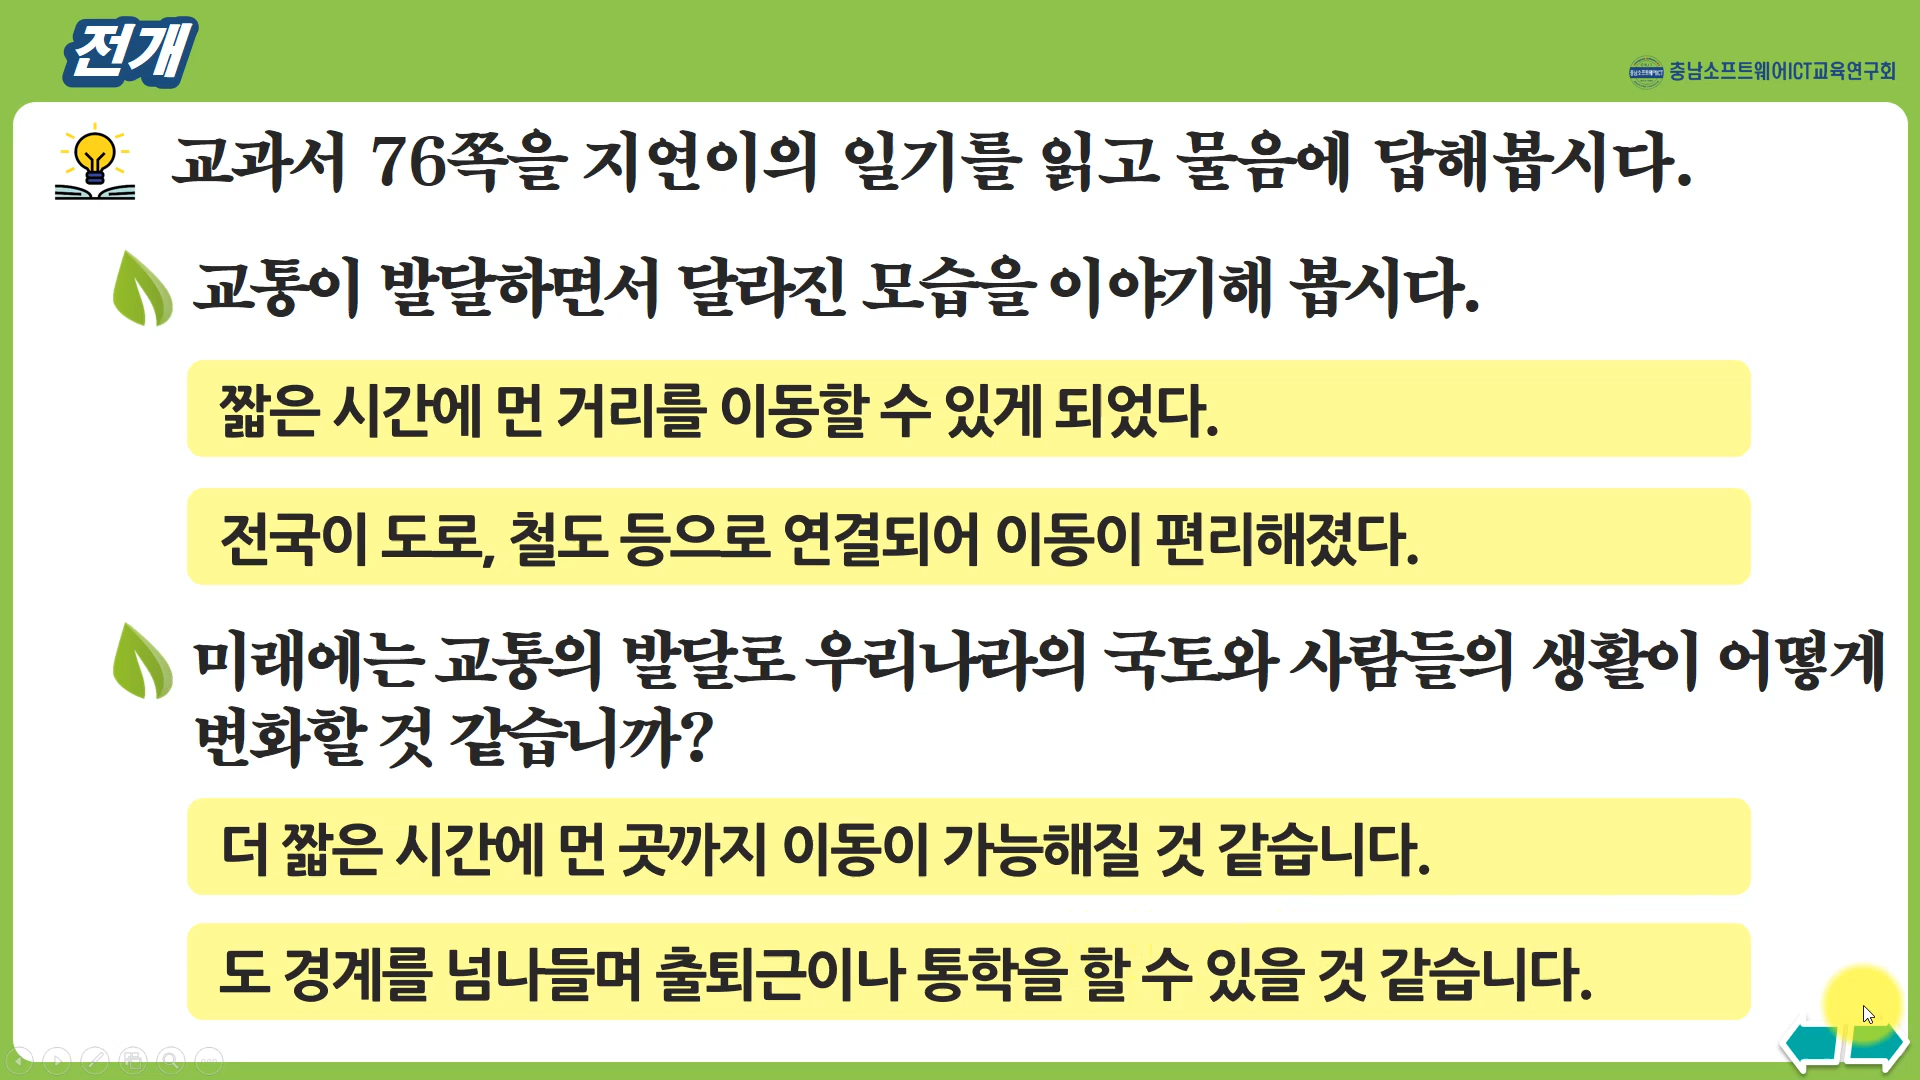 전개
충남소프트웨어ICT교육연구회
교과서 76쪽을 지연이의 일기를 읽고 물음에 답해봅시다.
교통이 발달하면서 달라진 모습을 이야기해 봅시다.
짧은 시간에 먼 거리를 이동할 수 있게 되었다.
전국이 도로, 철도 등으로 연결되어 이동이 편리해졌다.
미래에는 교통의 발달로 우리나라의 국토와 사람들의 생활이 어떻게
변화할 것 같습니까?
더 짧은 시간에 먼 곳까지 이동이 가능해질 것 같습니다.
도 경계를 넘나들며 출퇴근이나 통학을 할 수 있을 것 같습니다.